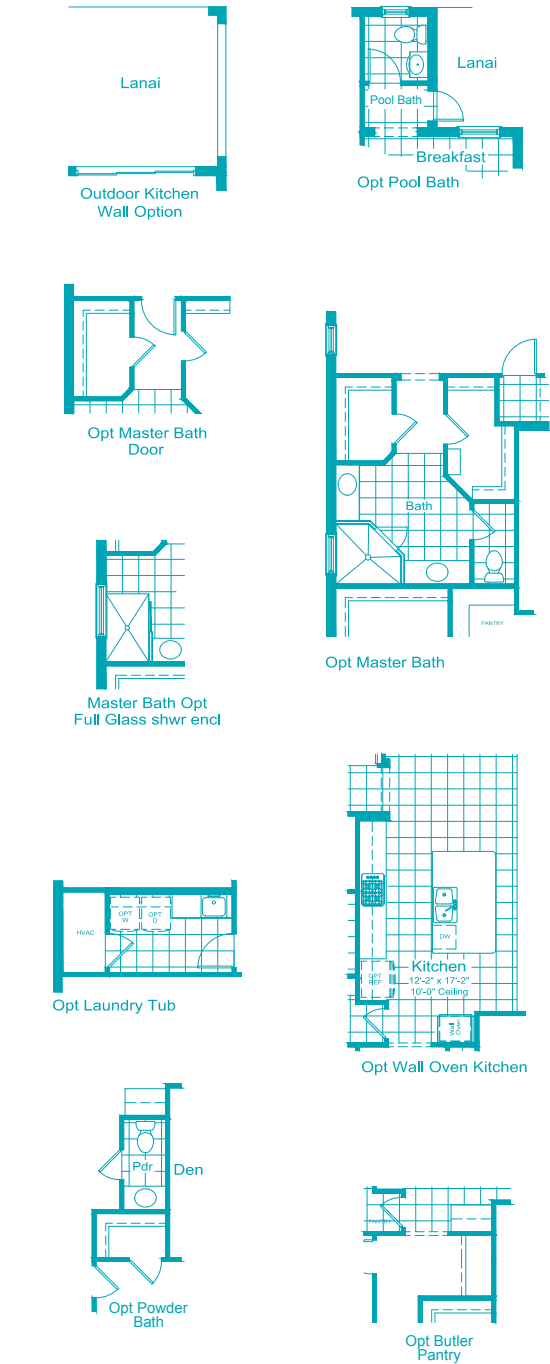 Lanai
Outdoor Kitchen
Wall Option
Lanai
Pool Bath
Breakfast
Opt Pool Bath
Opt Master Bath
Door
Bath
PANTRY
Opt Master Bath
Master Bath Opt
Full Glass shwr encl
HVAC
OPT
W
OPT
D
Opt Laundry Tub
DW
Kitchen
12'-2" x 17'-2"
10'-0" Ceiling
OPT
REF
Wall
Oven
Opt Wall Oven Kitchen
Pdr
Den
Opt Powder
Bath
PANTRY
Opt Butler
Pantry